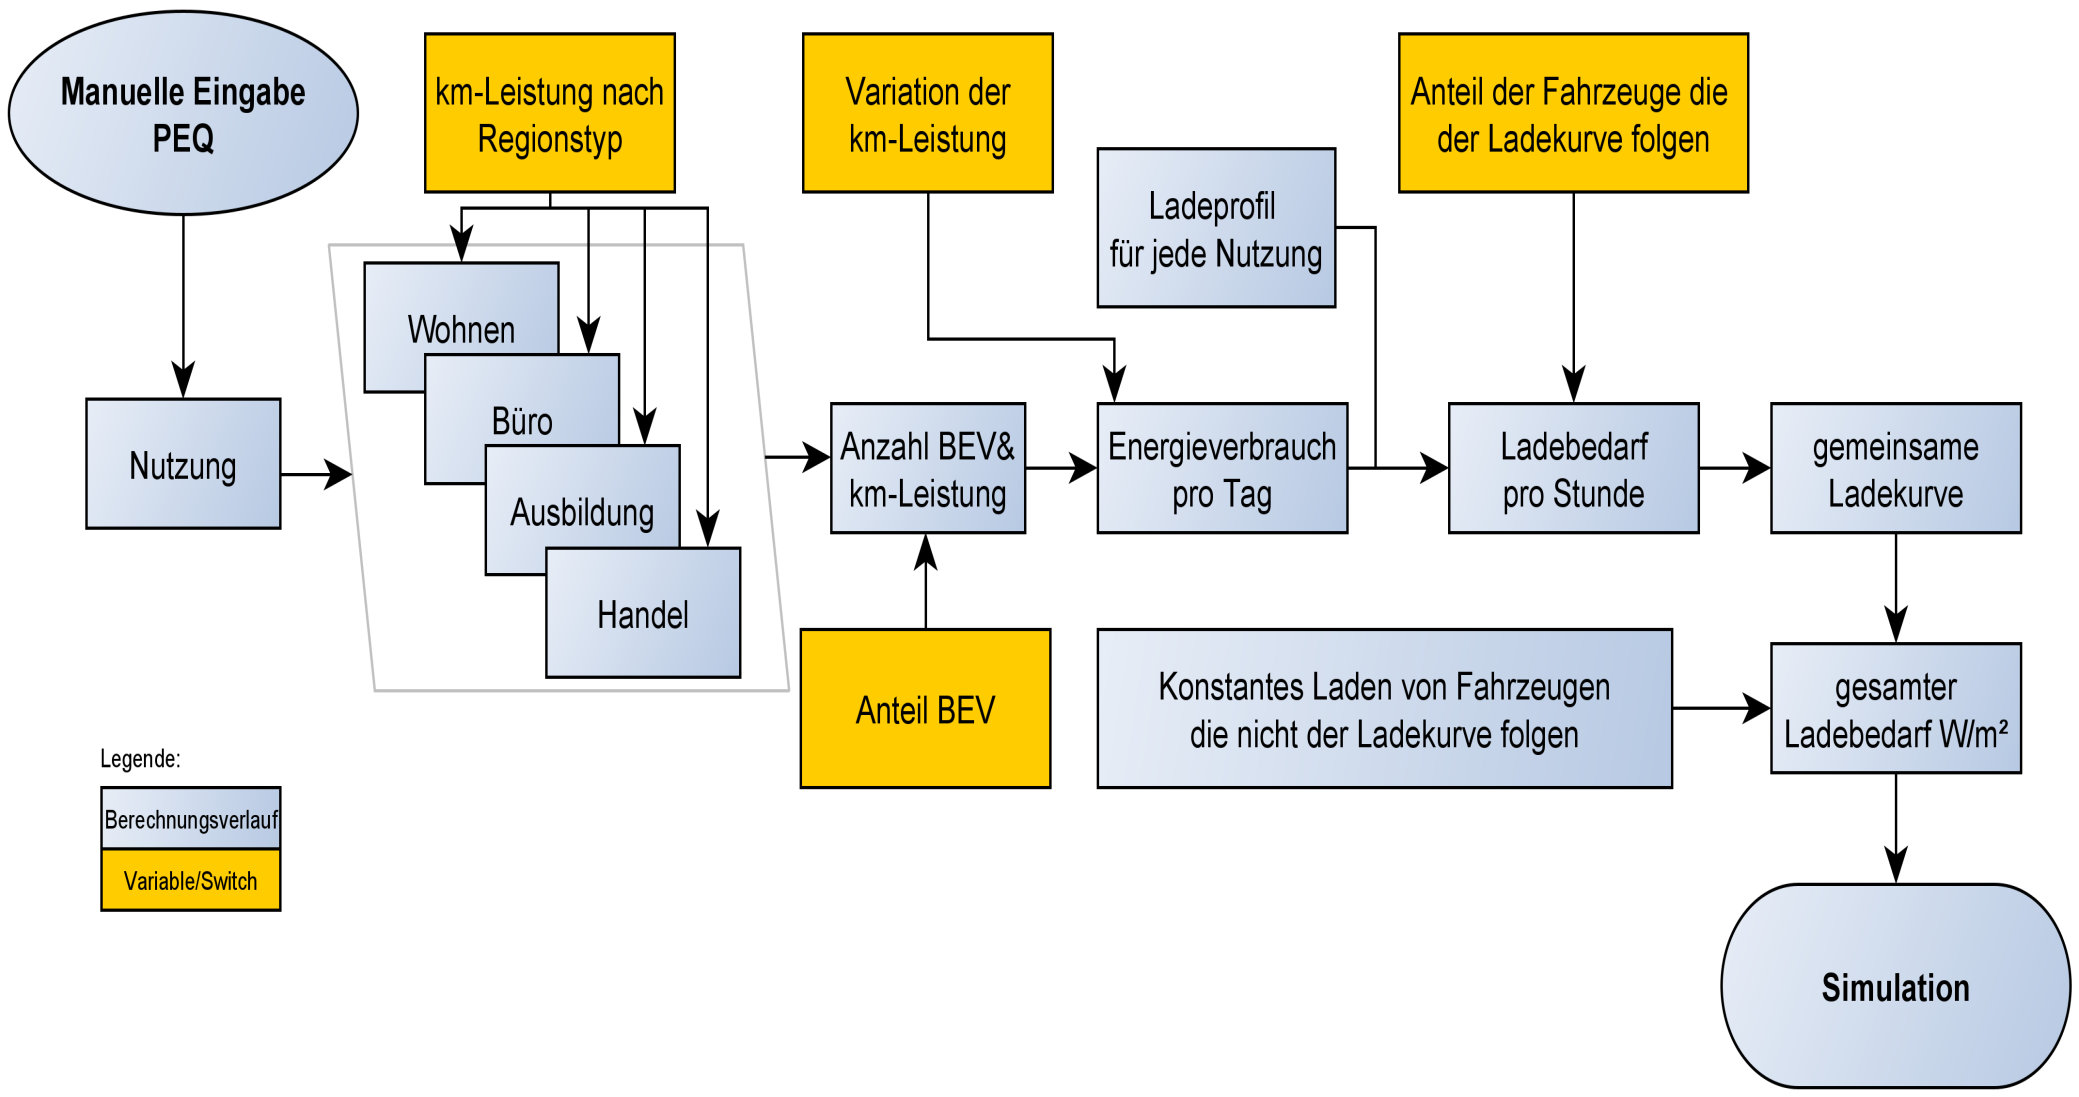 Manuelle Eingabe
PEQ
km-Leistung nach
Regionstyp
Variation der
km-Leistung
Anteil der Fahrzeuge die
der Ladekurve folgen
Ladeprofil
für jede Nutzung
Wohnen
Büro
Ausbildung
Handel
Nutzung
Anzahl BEV&
km-Leistung
Energieverbrauch
pro Tag
Ladebedarf
pro Stunde
gemeinsame
Ladekurve
Anteil BEV
Konstantes Laden von Fahrzeugen
die nicht der Ladekurve folgen
gesamter
Ladebedarf W/m²
Legende:
Berechnungsverlauf
Variable/Switch
Simulation